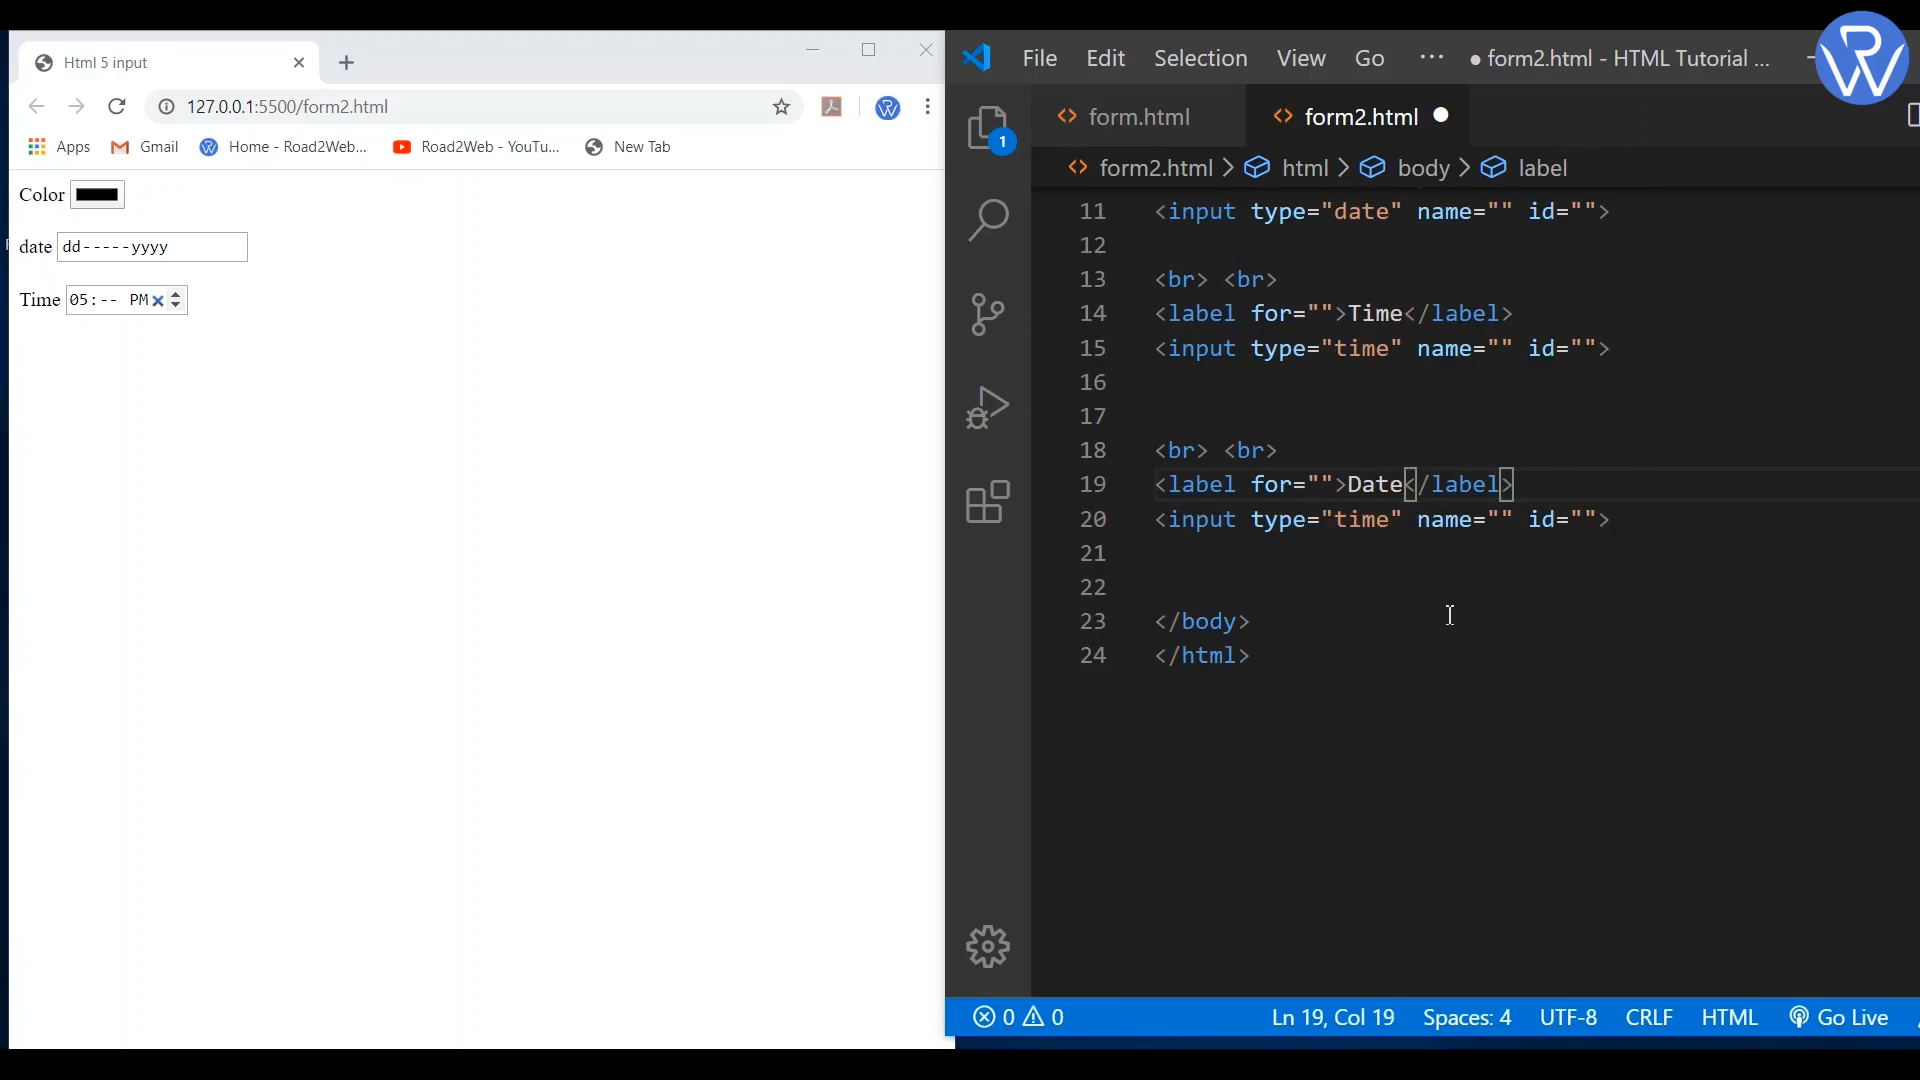 Html 5 input
127.0.0.1:5500/form2.html
Apps Gmail Home - Road2Web... Road2Web - YouTu... New Tab
Color
date dd-----yyyy
Time 05:-- PM
File Edit Selection View Go ··· ● form2.html - HTML Tutorial ...
RW
form.html form2.html
1
form2.html > html > body > label
11 <input type="date" name="" id="">
12
13 <br> <br>
14 <label for="">Time</label>
15 <input type="time" name="" id="">
16
17
18 <br> <br>
19 <label for="">Date</label>
20 <input type="time" name="" id="">
21
22
23 </body>
24 </html>
0 0 Ln 19, Col 19 Spaces: 4 UTF-8 CRLF HTML Go Live